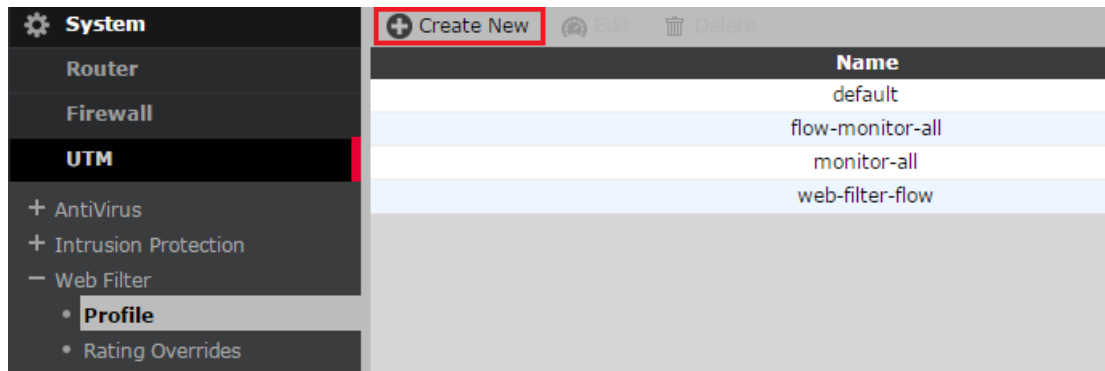 System
Router
Firewall
UTM
+ AntiVirus
+ Intrusion Protection
− Web Filter
• Profile
• Rating Overrides
Create New Edit Delete
Name
default
flow-monitor-all
monitor-all
web-filter-flow